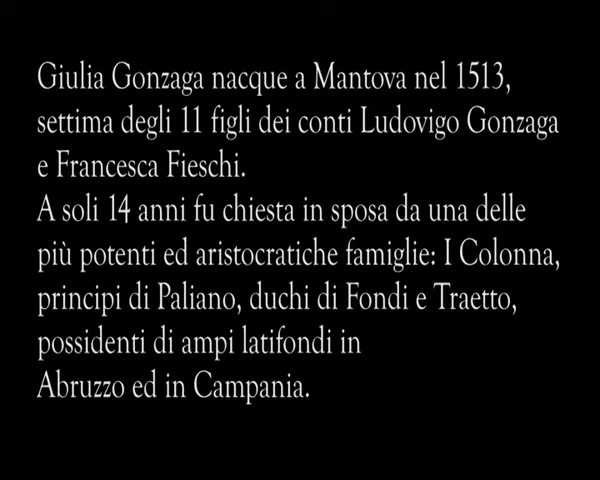 Giulia Gonzaga nacque a Mantova nel 1513,
settima degli 11 figli dei conti Ludovigo Gonzaga
e Francesca Fieschi.
A soli 14 anni fu chiesta in sposa da una delle
più potenti ed aristocratiche famiglie: I Colonna,
principi di Paliano, duchi di Fondi e Traetto,
possidenti di ampi latifondi in
Abruzzo ed in Campania.